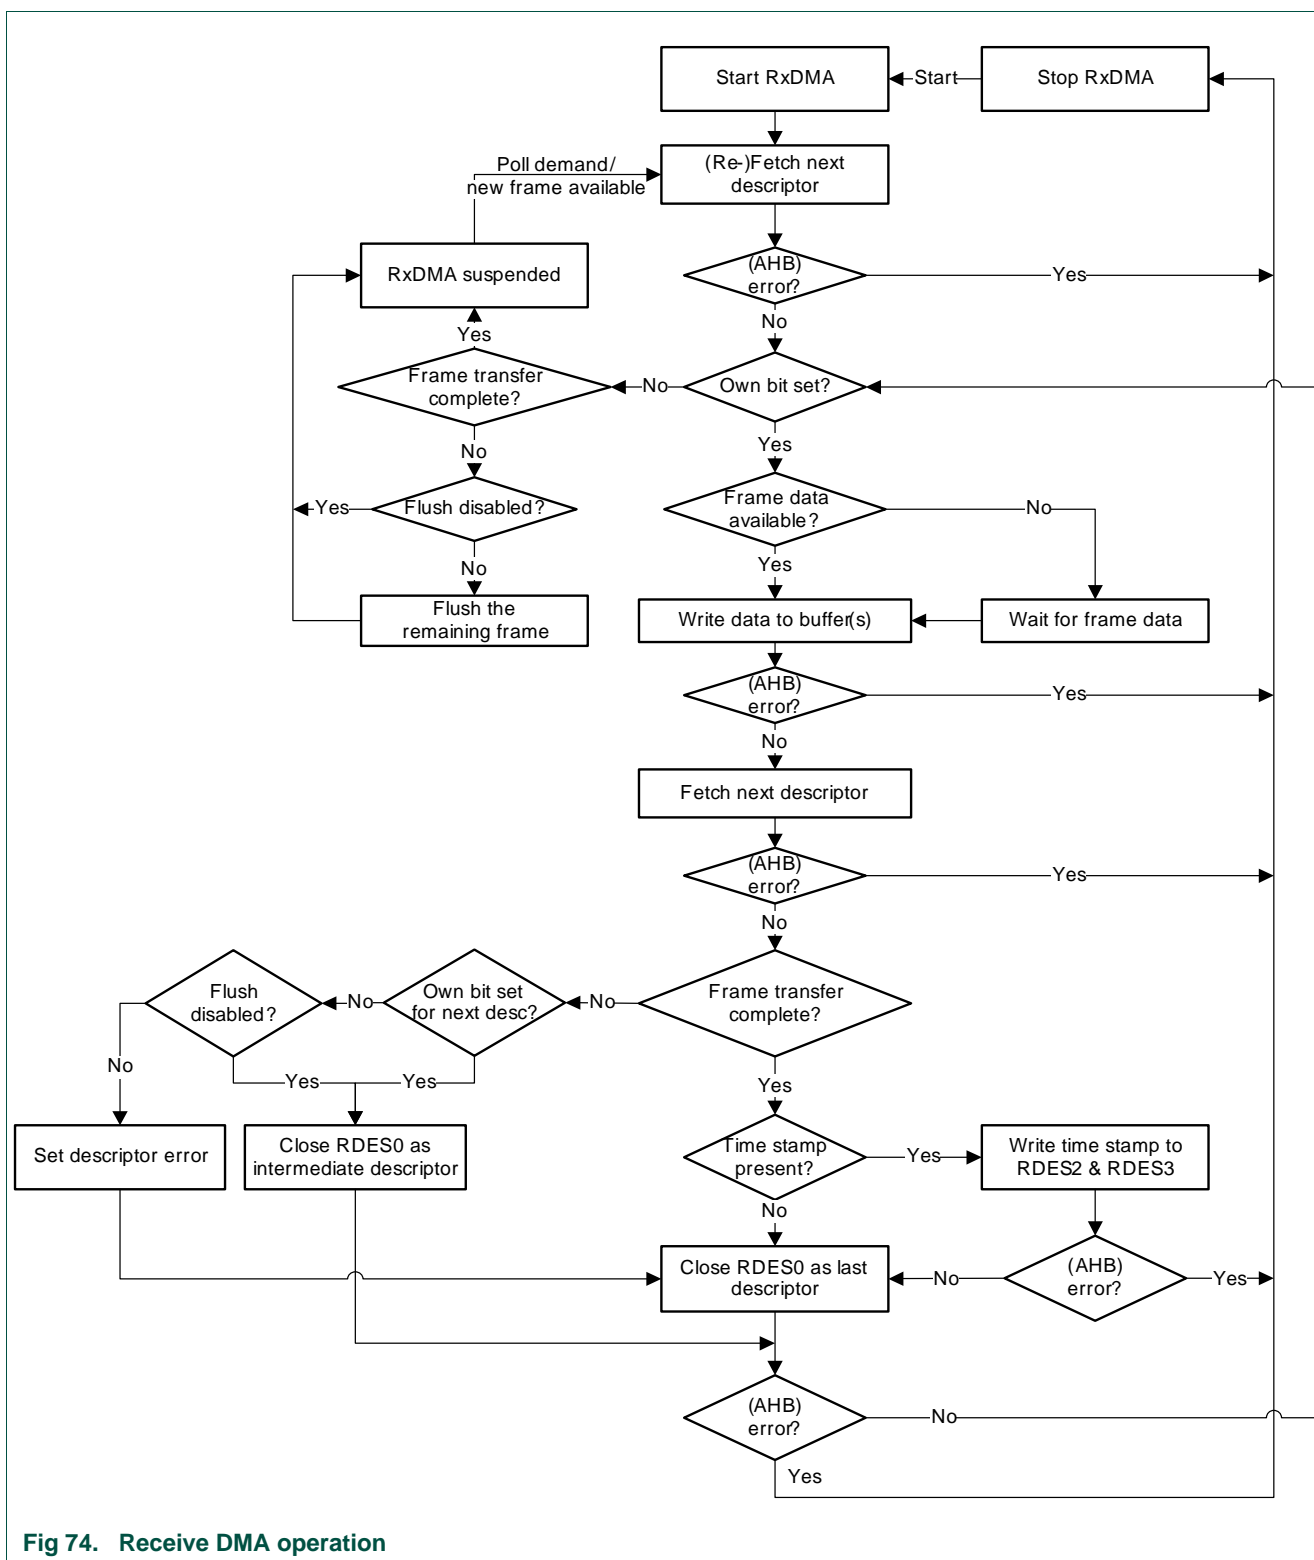 Start RxDMA
Start
Stop RxDMA
Poll demand/
new frame available
(Re-)Fetch next
descriptor
RxDMA suspended
(AHB)
error?
Yes
No
Yes
Frame transfer
complete?
No
Own bit set?
No
Yes
Yes
Flush disabled?
Frame data
available?
No
No
Yes
Flush the
remaining frame
Write data to buffer(s)
Wait for frame data
(AHB)
error?
Yes
No
Fetch next descriptor
(AHB)
error?
Yes
No
Flush
disabled?
No
Own bit set
for next desc?
No
Frame transfer
complete?
No
Yes
Yes
Yes
Set descriptor error
Close RDES0 as
intermediate descriptor
Time stamp
present?
Yes
Write time stamp to
RDES2 & RDES3
No
Close RDES0 as last
descriptor
No
(AHB)
error?
Yes
(AHB)
error?
No
Yes
Fig 74. Receive DMA operation